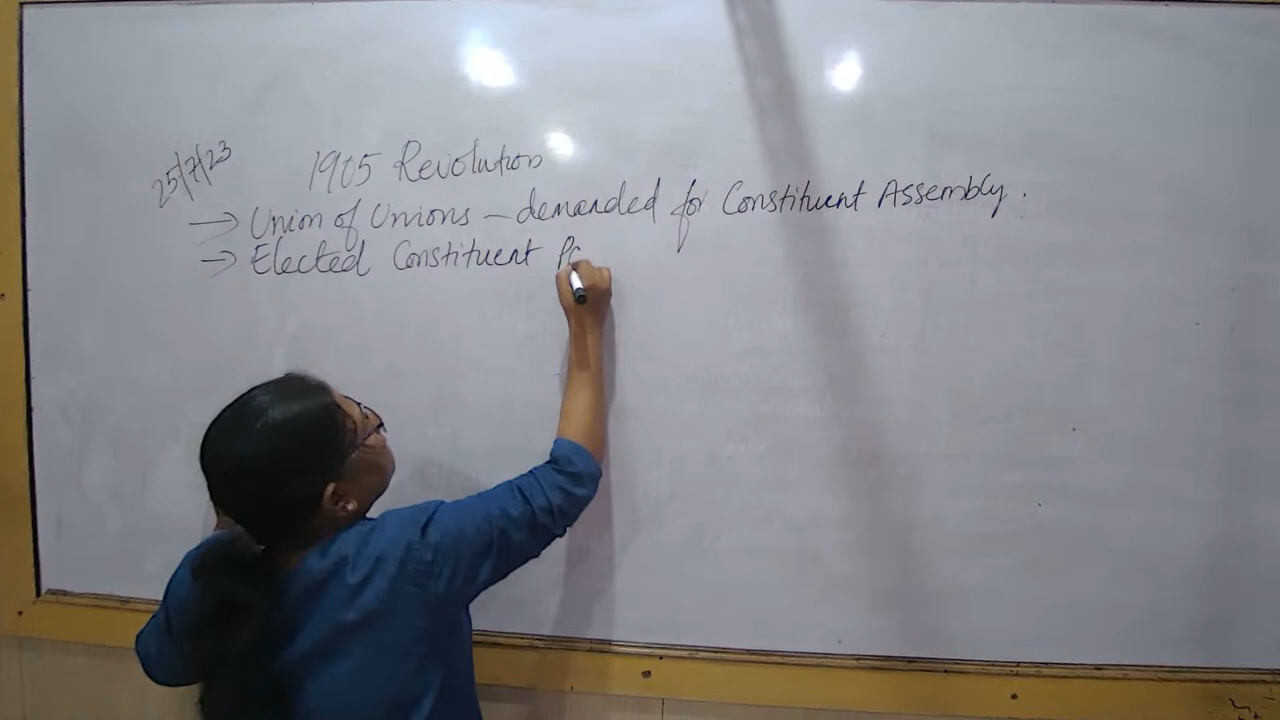 25/7/23
1905 Revolution
→ Union of Unions – demanded for Constituent Assembly.
→ Elected Constituent